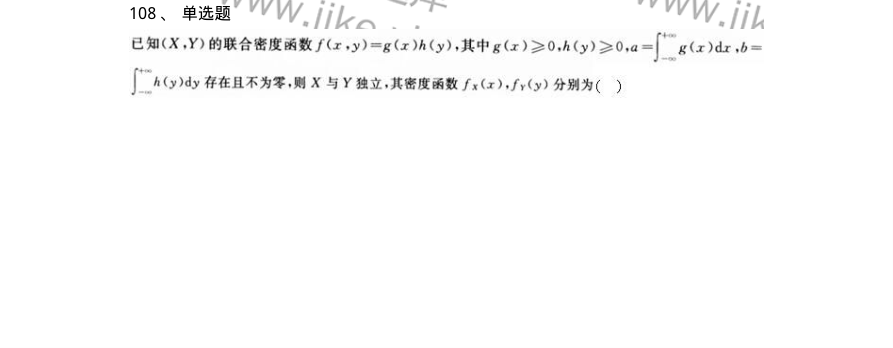 108、 单选题
已知(X,Y)的联合密度函数f(x,y)=g(x)h(y),其中g(x)≥0,h(y)≥0,a=∫_{-∞}^{+∞}g(x)dx,b=
∫_{-∞}^{+∞}h(y)dy存在且不为零,则X与Y独立,其密度函数f_X(x),f_Y(y)分别为( )